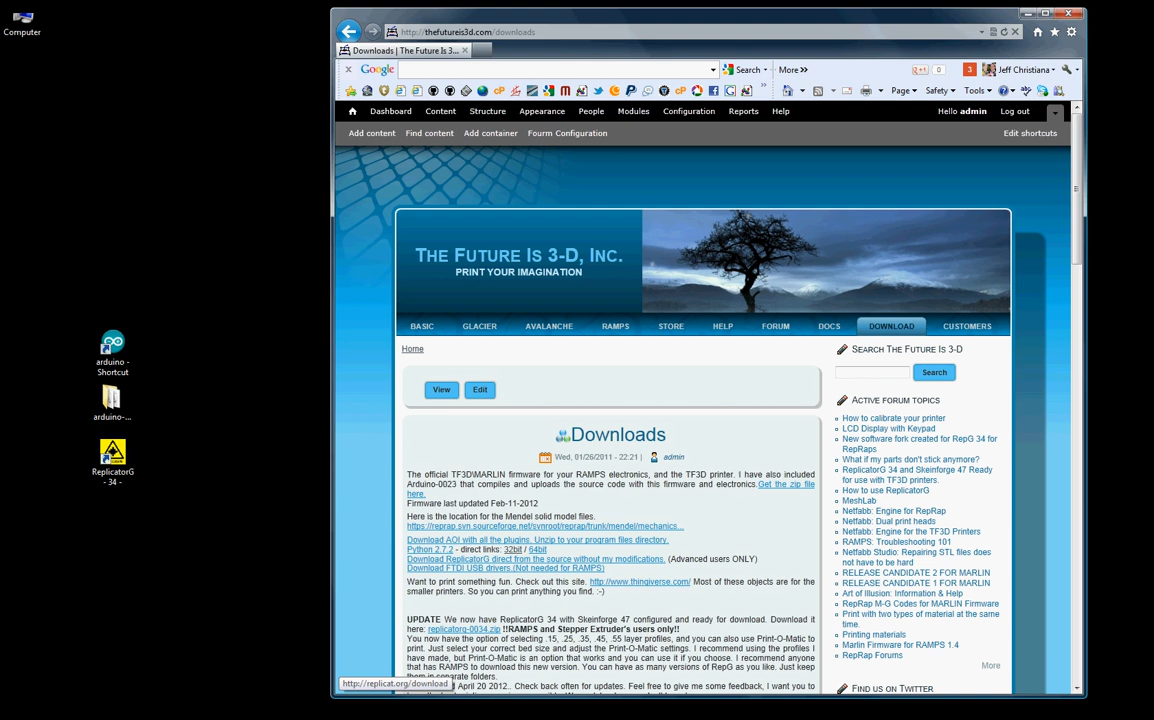 Computer
arduino -
Shortcut
arduino-...
ReplicatorG
- 34 -
http://thefutureis3d.com/downloads
Downloads | The Future Is 3...
Google
Search
More »
+1
0
3
Jeff Christiana
Page
Safety
Tools
Dashboard
Content
Structure
Appearance
People
Modules
Configuration
Reports
Help
Hello admin
Log out
Add content
Find content
Add container
Fourm Configuration
Edit shortcuts
The Future Is 3-D, Inc.
PRINT YOUR IMAGINATION
BASIC
GLACIER
AVALANCHE
RAMPS
STORE
HELP
FORUM
DOCS
DOWNLOAD
CUSTOMERS
Home
View
Edit
Downloads
Wed, 01/26/2011 - 22:21 |
admin
The official TF3D\MARLIN firmware for your RAMPS electronics, and the TF3D printer. I have also included
Arduino-0023 that compiles and uploads the source code with this firmware and electronics.Get the zip file
here.
Firmware last updated Feb-11-2012
Here is the location for the Mendel solid model files.
https://reprap.svn.sourceforge.net/svnroot/reprap/trunk/mendel/mechanics...
Download AOI with all the plugins. Unzip to your program files directory.
Python 2.7.2 - direct links: 32bit / 64bit
Download ReplicatorG direct from the source without my modifications. (Advanced users ONLY)
Download FTDI USB drivers.(Not needed for RAMPS)
Want to print something fun. Check out this site. http://www.thingiverse.com/ Most of these objects are for the
smaller printers. So you can print anything you find. :-)
UPDATE We now have ReplicatorG 34 with Skeinforge 47 configured and ready for download. Download it
here: replicatorg-0034.zip !!RAMPS and Stepper Extruder's users only!!
You now have the option of selecting .15, .25, .35, .45, .55 layer profiles, and you can also use Print-O-Matic to
print. Just select your correct bed size and adjust the Print-O-Matic settings. I recommend using the profiles I
have made, but Print-O-Matic is an option that works and you can use it if you choose. I recommend anyone
that has RAMPS to download this new version. You can have as many versions of RepG as you like. Just keep
them in separate folders.
April 20 2012.. Check back often for updates. Feel free to give me some feedback, I want you to
http://replicat.org/download
Search The Future Is 3-D
Search
Active forum topics
How to calibrate your printer
LCD Display with Keypad
New software fork created for RepG 34 for
RepRaps
What if my parts don't stick anymore?
ReplicatorG 34 and Skeinforge 47 Ready
for use with TF3D printers.
How to use ReplicatorG
MeshLab
Netfabb: Engine for RepRap
Netfabb: Dual print heads
Netfabb: Engine for the TF3D Printers
RAMPS: Troubleshooting 101
Netfabb Studio: Repairing STL files does
not have to be hard
RELEASE CANDIDATE 2 FOR MARLIN
RELEASE CANDIDATE 1 FOR MARLIN
Art of Illusion: Information & Help
RepRap M-G Codes for MARLIN Firmware
Print with two types of material at the same
time.
Printing materials
Marlin Firmware for RAMPS 1.4
RepRap Forums
More
Find us on Twitter